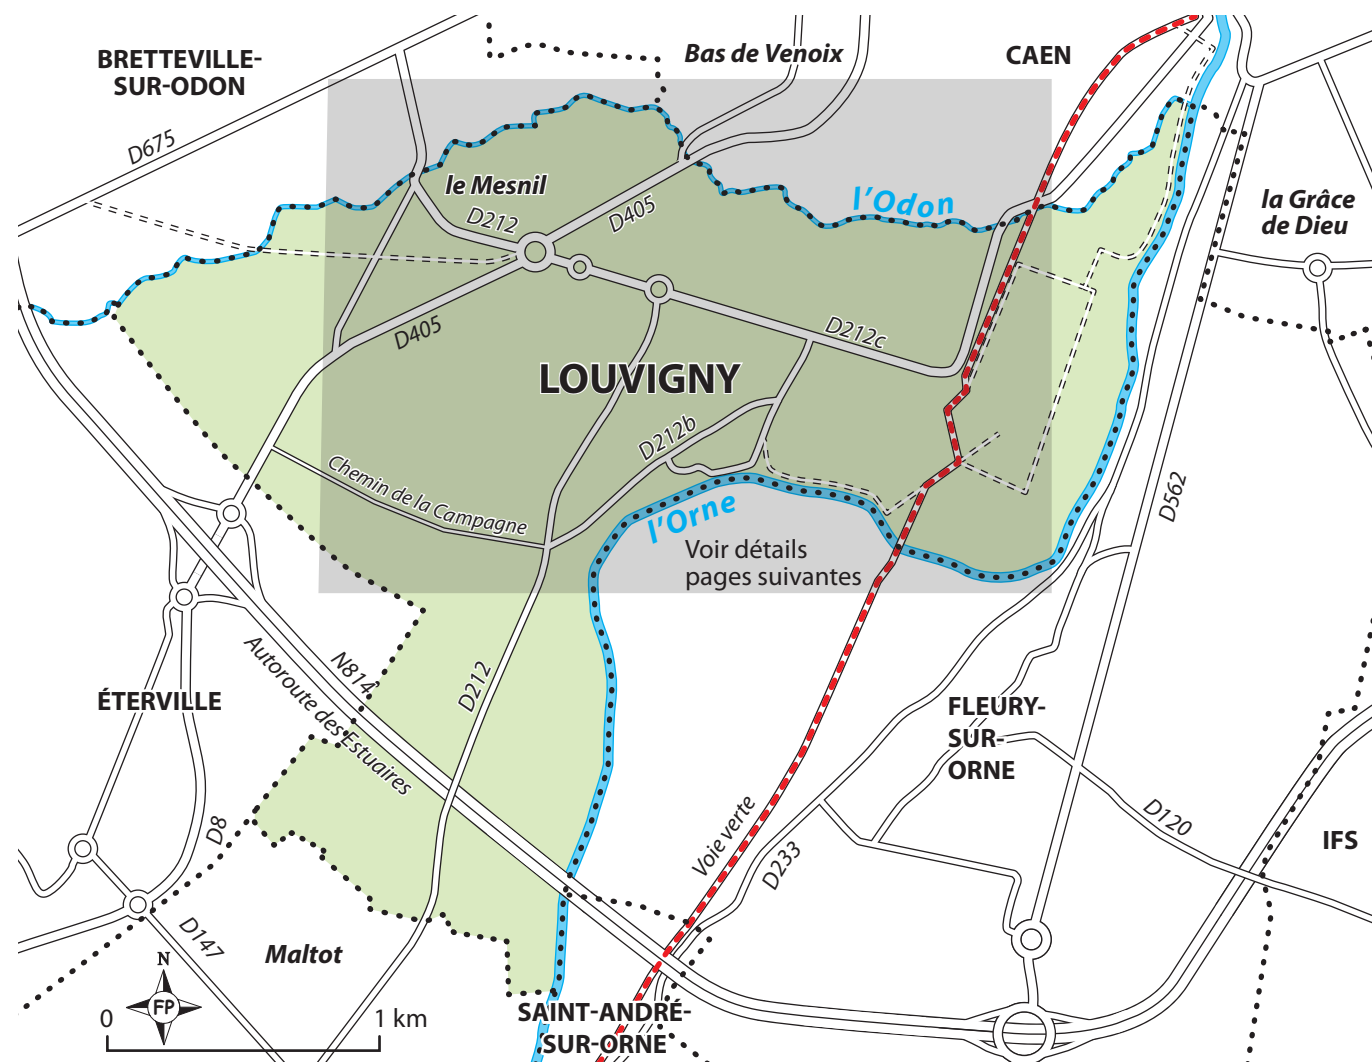 BRETTEVILLE-
SUR-ODON
Bas de Venoix
CAEN
D675
le Mesnil
D212
D405
l'Odon
la Grâce
de Dieu
D405
D212c
LOUVIGNY
D212b
Chemin de la Campagne
l'Orne
Voir détails
pages suivantes
D562
N814
Autoroute des Estuaires
D212
ÉTERVILLE
FLEURY-
SUR-
ORNE
D8
Voie verte
D233
D120
IFS
D147
Maltot
N
FP
0
1 km
SAINT-ANDRÉ-
SUR-ORNE